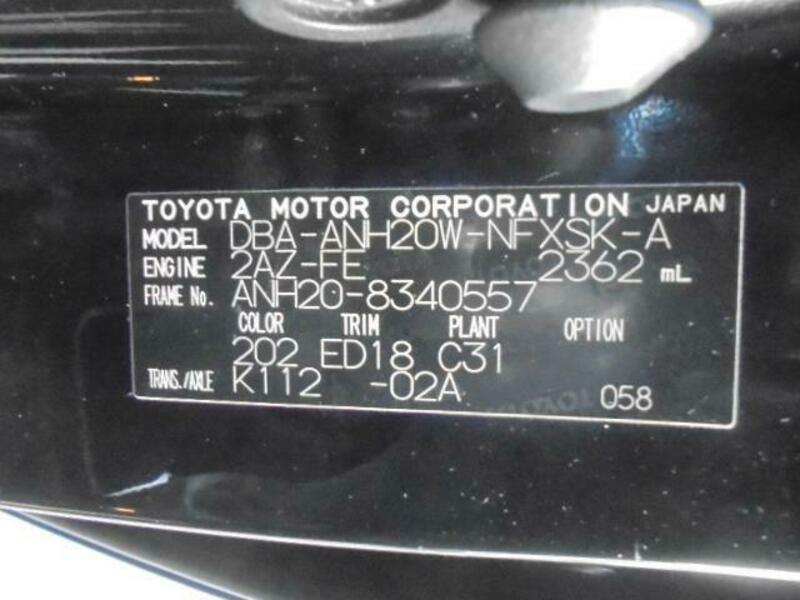 TOYOTA MOTOR CORPORATION JAPAN
MODEL DBA-ANH20W-NFXSK-A
ENGINE 2AZ-FE 2362 mL
FRAME No. ANH20-8340557
COLOR TRIM PLANT OPTION
202 ED18 C31
TRANS./AXLE K112 -02A 058